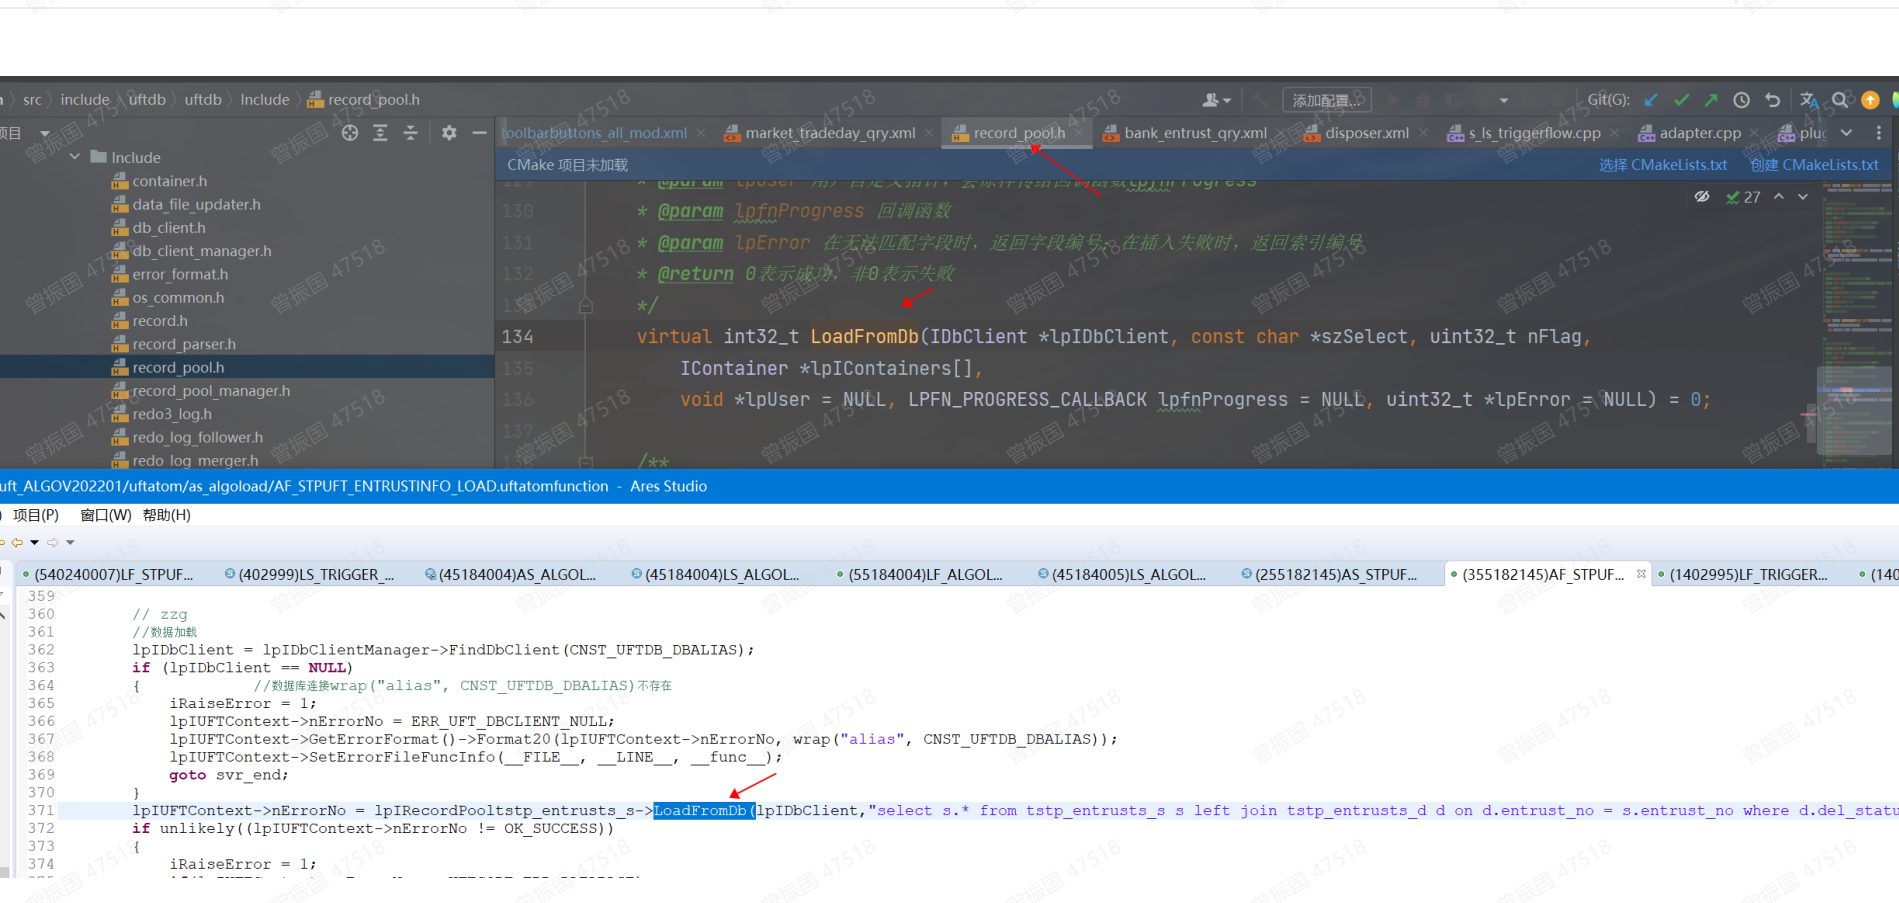 src > include > uftdb > uftdb > Include > record_pool.h
添加配置...
Git(G):
项目
toolbarbuttons_all_mod.xml
market_tradeday_qry.xml
record_pool.h
bank_entrust_qry.xml
disposer.xml
s_ls_triggerflow.cpp
adapter.cpp
Include
container.h
data_file_updater.h
db_client.h
db_client_manager.h
error_format.h
os_common.h
record.h
record_parser.h
record_pool.h
record_pool_manager.h
redo3_log.h
redo_log_follower.h
redo_log_merger.h
CMake 项目未加载
选择 CMakeLists.txt
创建 CMakeLists.txt
27
130 * @param lpfnProgress 回调函数
131 * @param lpError 在无法匹配字段时，返回字段编号；在插入失败时，返回索引编号
132 * @return 0表示成功，非0表示失败
*/
134 virtual int32_t LoadFromDb(IDbClient *lpIDbClient, const char *szSelect, uint32_t nFlag,
135 IContainer *lpIContainers[],
136 void *lpUser = NULL, LPFN_PROGRESS_CALLBACK lpfnProgress = NULL, uint32_t *lpError = NULL) = 0;
137
138 /**
uft_ALGOV202201/uftatom/as_algoload/AF_STPUFT_ENTRUSTINFO_LOAD.uftatomfunction - Ares Studio
项目(P) 窗口(W) 帮助(H)
(540240007)LF_STPUF...
(402999)LS_TRIGGER_...
(45184004)AS_ALGOL...
(45184004)LS_ALGOL...
(55184004)LF_ALGOL...
(45184005)LS_ALGOL...
(255182145)AS_STPUF...
(355182145)AF_STPUF...
(1402995)LF_TRIGGER...
359
360 // zzg
361 //数据加载
362 lpIDbClient = lpIDbClientManager->FindDbClient(CNST_UFTDB_DBALIAS);
363 if (lpIDbClient == NULL)
364 { //数据库连接wrap("alias", CNST_UFTDB_DBALIAS)不存在
365 iRaiseError = 1;
366 lpIUFTContext->nErrorNo = ERR_UFT_DBCLIENT_NULL;
367 lpIUFTContext->GetErrorFormat()->Format20(lpIUFTContext->nErrorNo, wrap("alias", CNST_UFTDB_DBALIAS));
368 lpIUFTContext->SetErrorFileFuncInfo(__FILE__, __LINE__, __func__);
369 goto svr_end;
370 }
371 lpIUFTContext->nErrorNo = lpIRecordPooltstp_entrusts_s->LoadFromDb(lpIDbClient,"select s.* from tstp_entrusts_s s left join tstp_entrusts_d d on d.entrust_no = s.entrust_no where d.del_statu
372 if unlikely((lpIUFTContext->nErrorNo != OK_SUCCESS))
373 {
374 iRaiseError = 1;
曾振国 47518